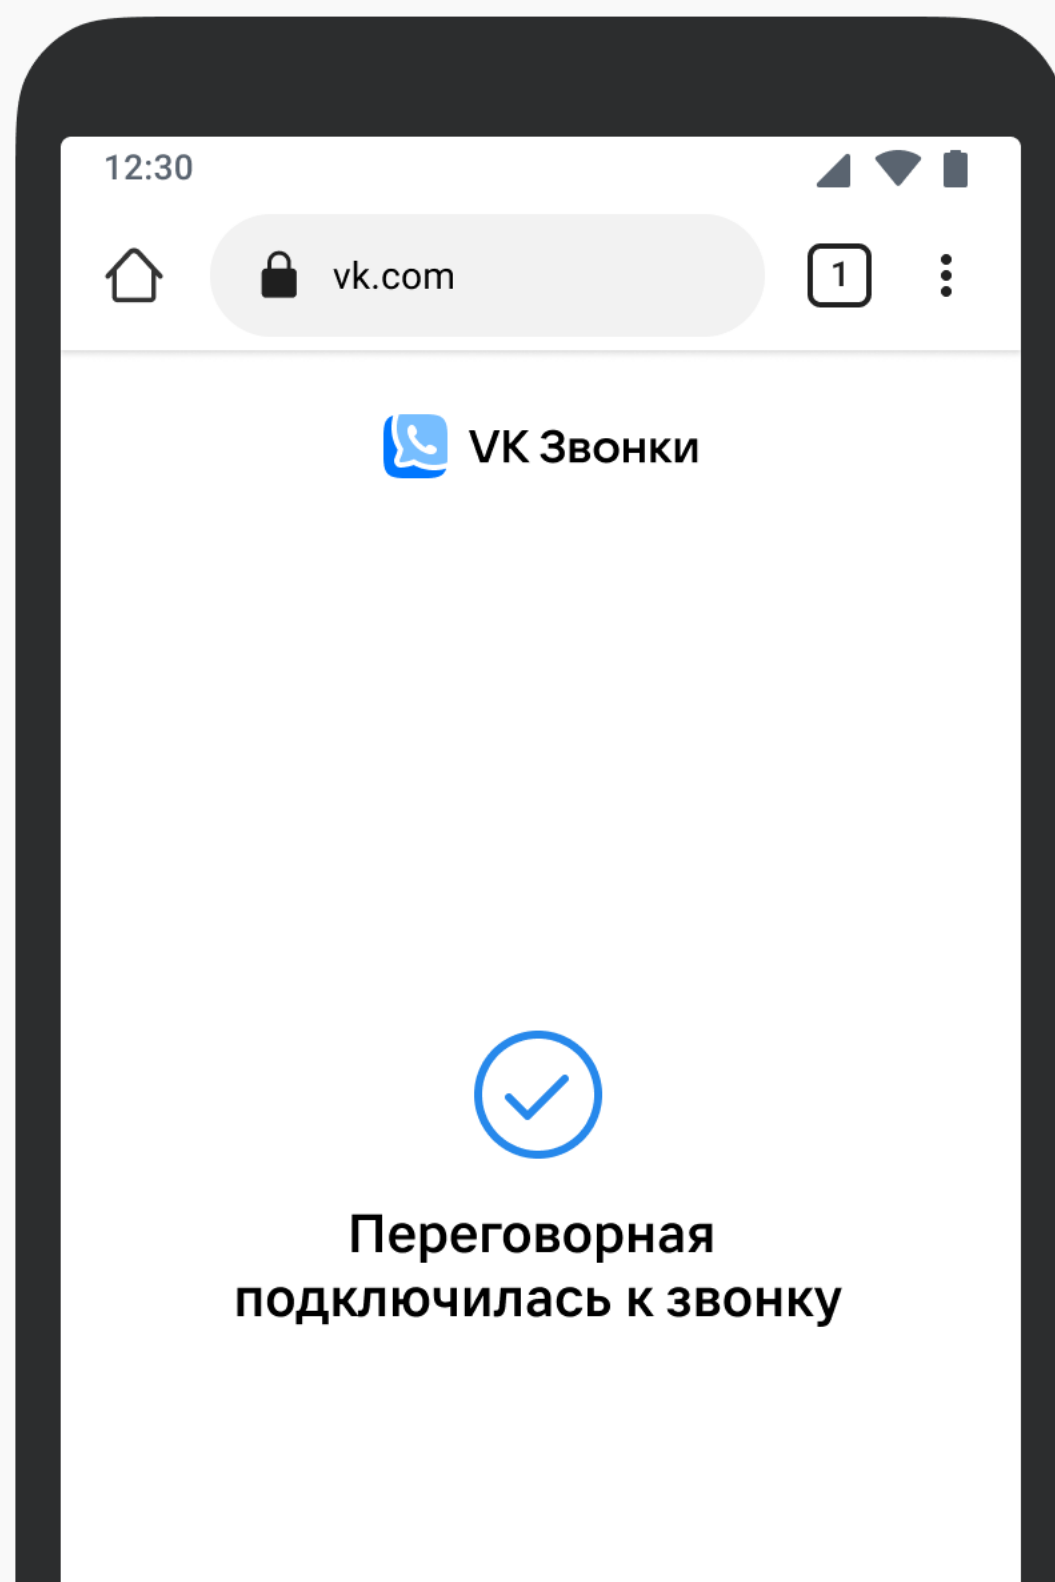 12:30
vk.com
1
VK Звонки
Переговорная
подключилась к звонку